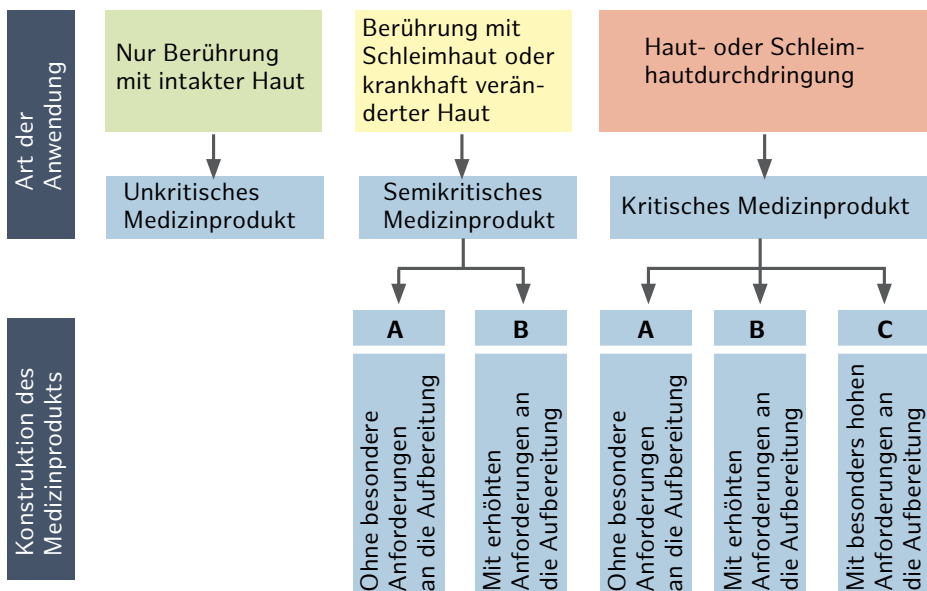 Art der
Anwendung
Nur Berührung
mit intakter Haut
Berührung mit
Schleimhaut oder
krankhaft verän-
derter Haut
Haut- oder Schleim-
hautdurchdringung
Unkritisches
Medizinprodukt
Semikritisches
Medizinprodukt
Kritisches Medizinprodukt
Konstruktion des
Medizinprodukts
A
Ohne besondere
Anforderungen
an die Aufbereitung
B
Mit erhöhten
Anforderungen an
die Aufbereitung
A
Ohne besondere
Anforderungen
an die Aufbereitung
B
Mit erhöhten
Anforderungen an
die Aufbereitung
C
Mit besonders hohen
Anforderungen an
die Aufbereitung